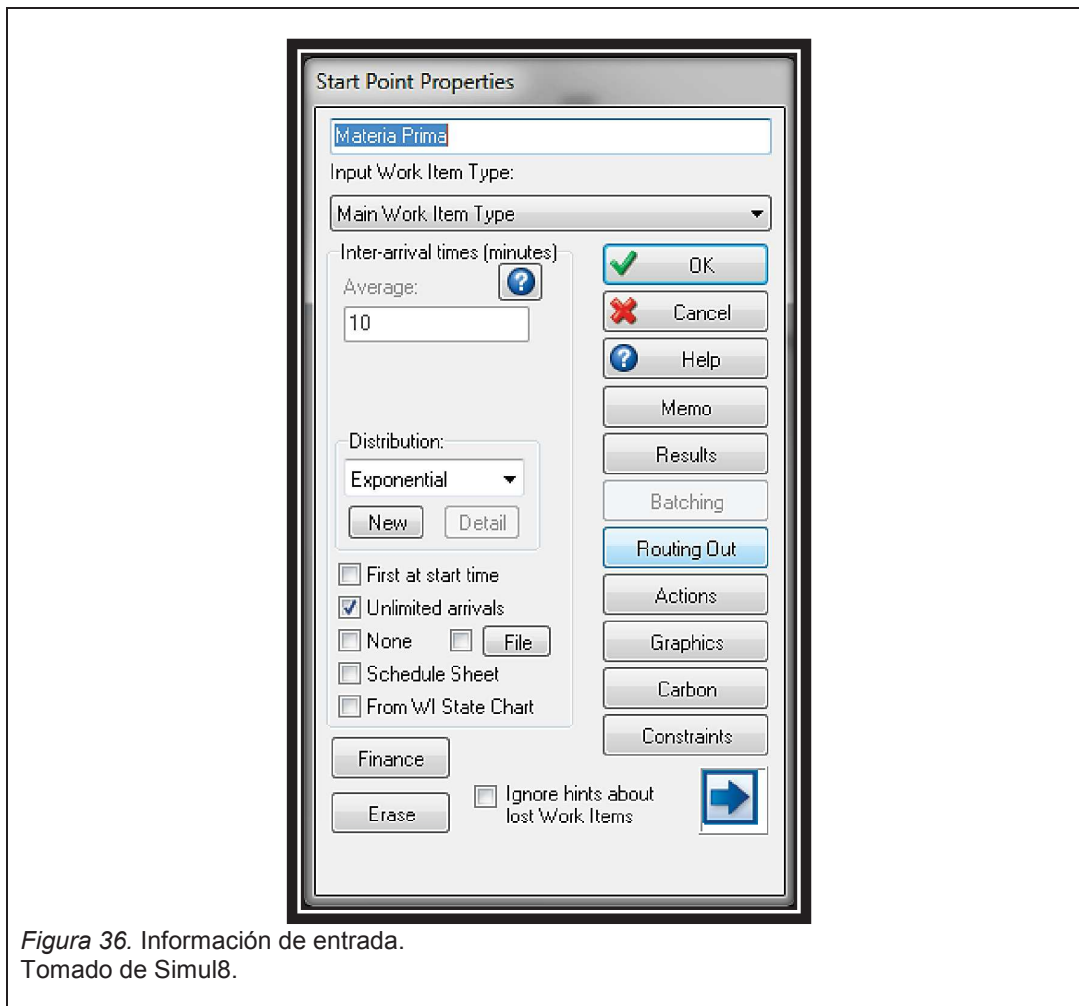 Start Point Properties
Materia Prima
Input Work Item Type:
Main Work Item Type
Inter-arrival times (minutes)
Average:
10
Distribution:
Exponential
New Detail
First at start time
Unlimited arrivals
None File
Schedule Sheet
From WI State Chart
Finance
Erase
Ignore hints about
lost Work Items
OK
Cancel
Help
Memo
Results
Batching
Routing Out
Actions
Graphics
Carbon
Constraints
Figura 36. Información de entrada.
Tomado de Simul8.